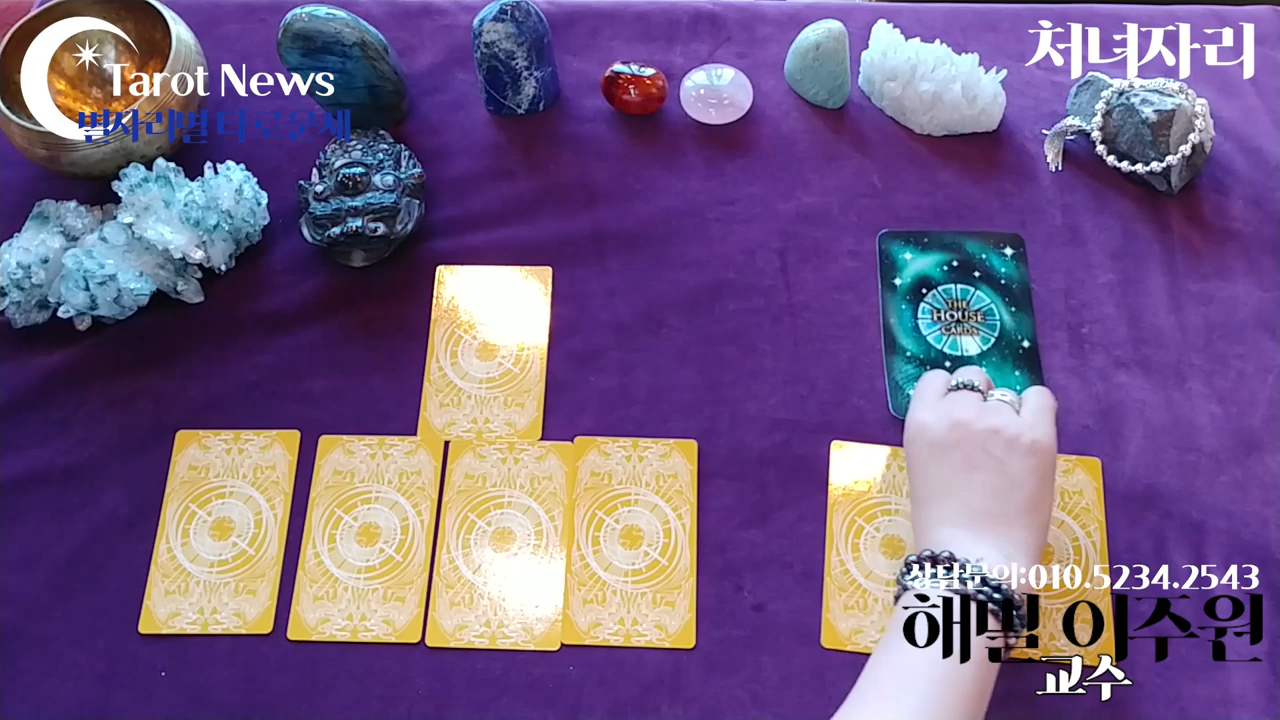 Tarot News
별자리별 타로운세
처녀자리
THE
HOUSE
CARDS
상담문의:010.5234.2543
해밀 이주원
교수